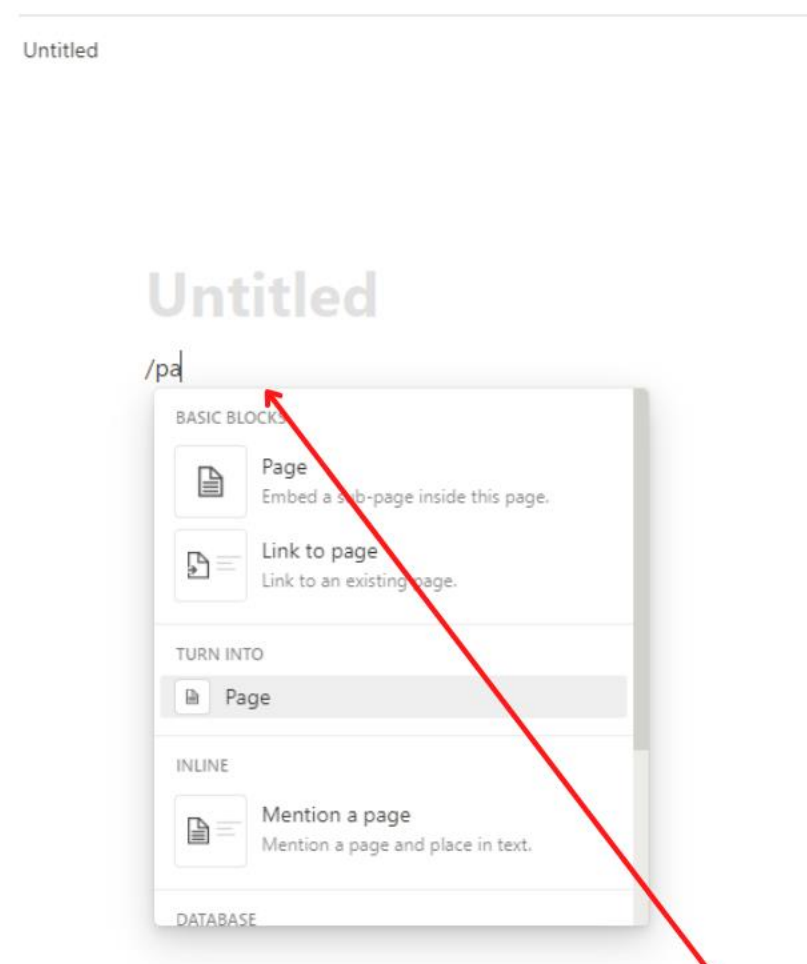 Untitled
Untitled
/pa
BASIC BLOCKS
Page
Embed a sub-page inside this page.
Link to page
Link to an existing page.
TURN INTO
Page
INLINE
Mention a page
Mention a page and place in text.
DATABASE